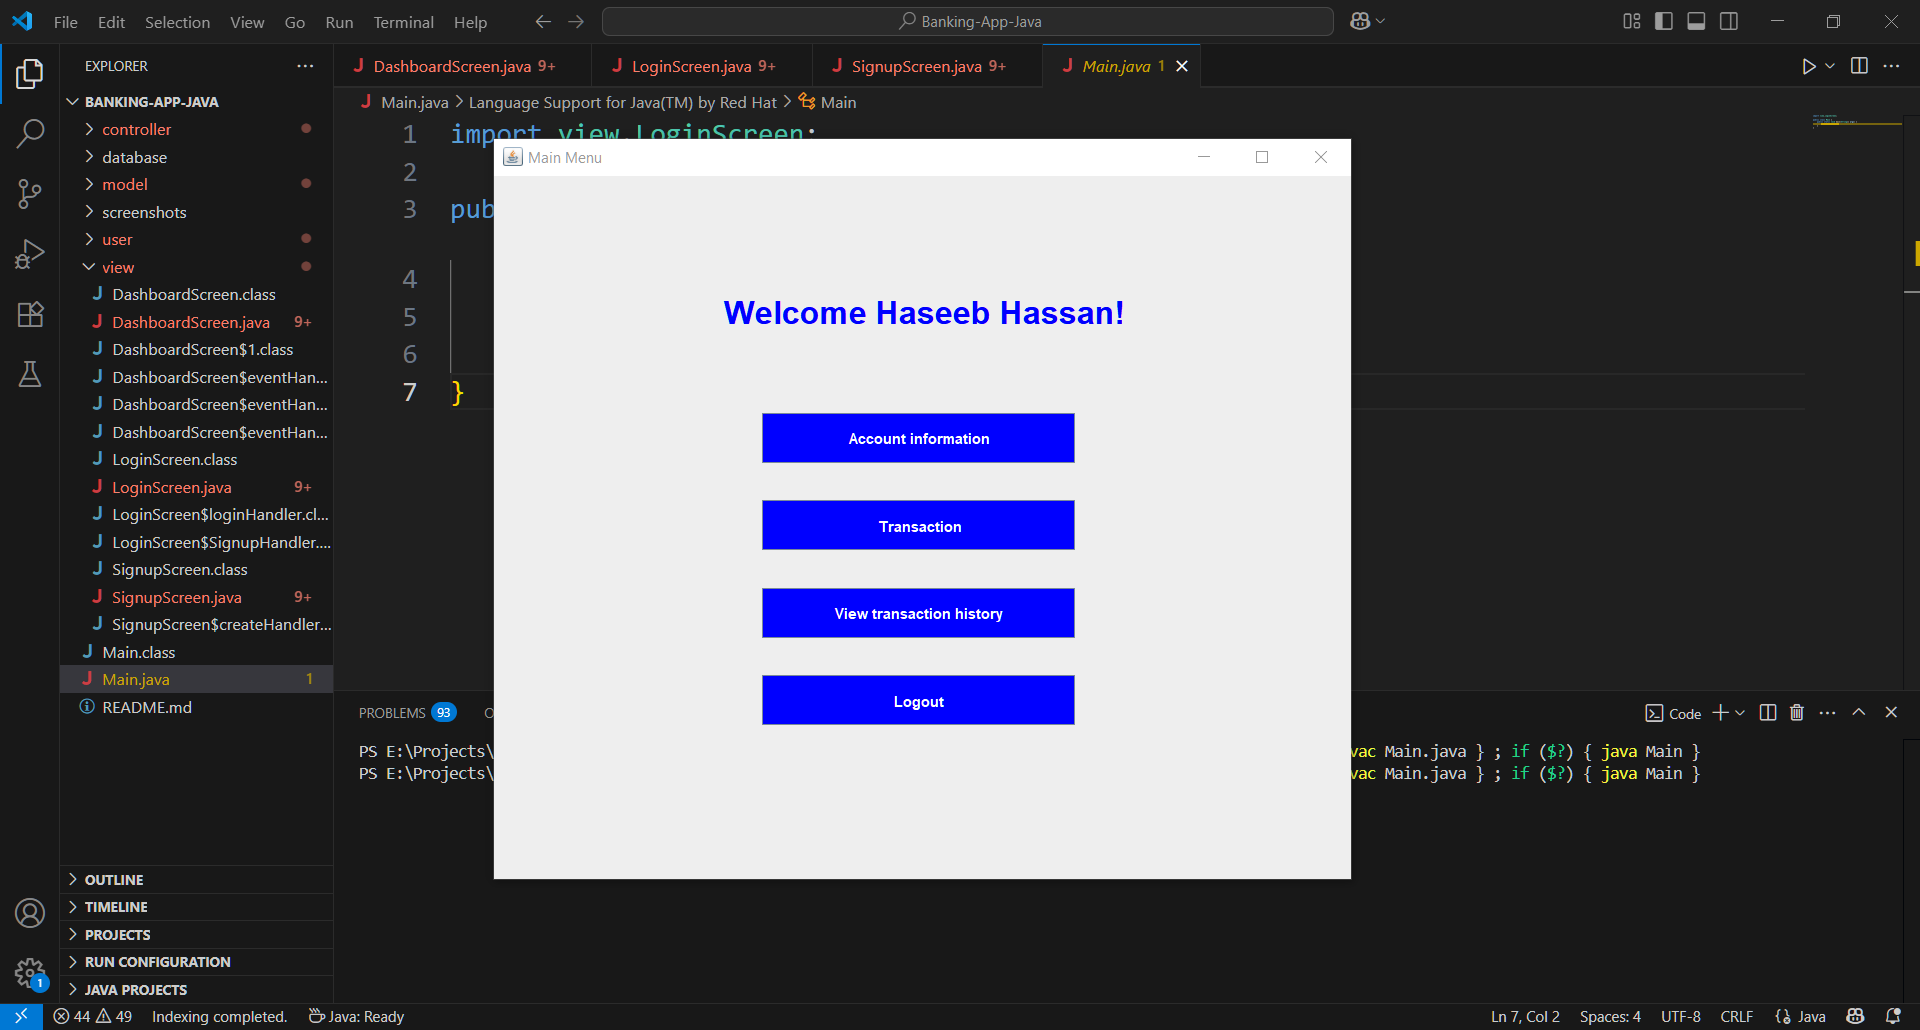 File Edit Selection View Go Run Terminal Help
Banking-App-Java
EXPLORER
BANKING-APP-JAVA
controller
database
model
screenshots
user
view
DashboardScreen.class
DashboardScreen.java 9+
DashboardScreen$1.class
DashboardScreen$eventHan...
DashboardScreen$eventHan...
DashboardScreen$eventHan...
LoginScreen.class
LoginScreen.java 9+
LoginScreen$loginHandler.cl...
LoginScreen$SignupHandler....
SignupScreen.class
SignupScreen.java 9+
SignupScreen$createHandler...
Main.class
Main.java 1
README.md
OUTLINE
TIMELINE
PROJECTS
RUN CONFIGURATION
JAVA PROJECTS
DashboardScreen.java 9+ LoginScreen.java 9+ SignupScreen.java 9+ Main.java 1
Main.java > Language Support for Java(TM) by Red Hat > Main
1 import view.LoginScreen;
2
3 pub
4
5
6
7 }
Main Menu
Welcome Haseeb Hassan!
Account information
Transaction
View transaction history
Logout
PROBLEMS 93 O
Code
PS E:\Projects\ vac Main.java } ; if ($?) { java Main }
PS E:\Projects\ vac Main.java } ; if ($?) { java Main }
1
44 49 Indexing completed. Java: Ready Ln 7, Col 2 Spaces: 4 UTF-8 CRLF Java